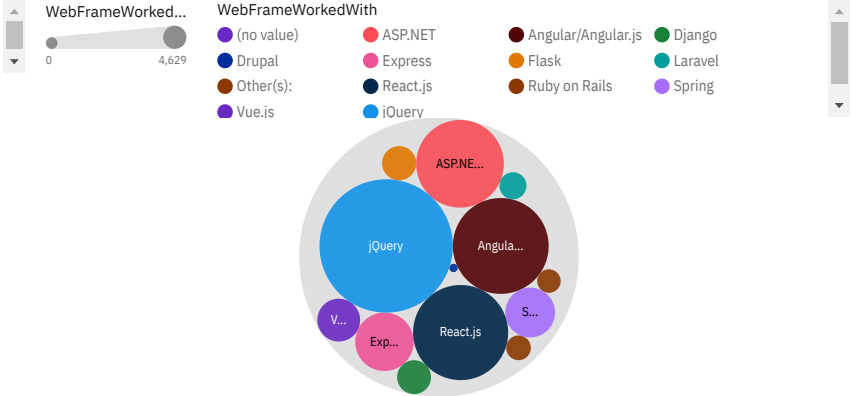 WebFrameWorked...
0 4,629
WebFrameWorkedWith
(no value) ASP.NET Angular/Angular.js Django
Drupal Express Flask Laravel
Other(s): React.js Ruby on Rails Spring
Vue.js jQuery
ASP.NE...
jQuery Angula...
S...
V...
React.js
Exp...